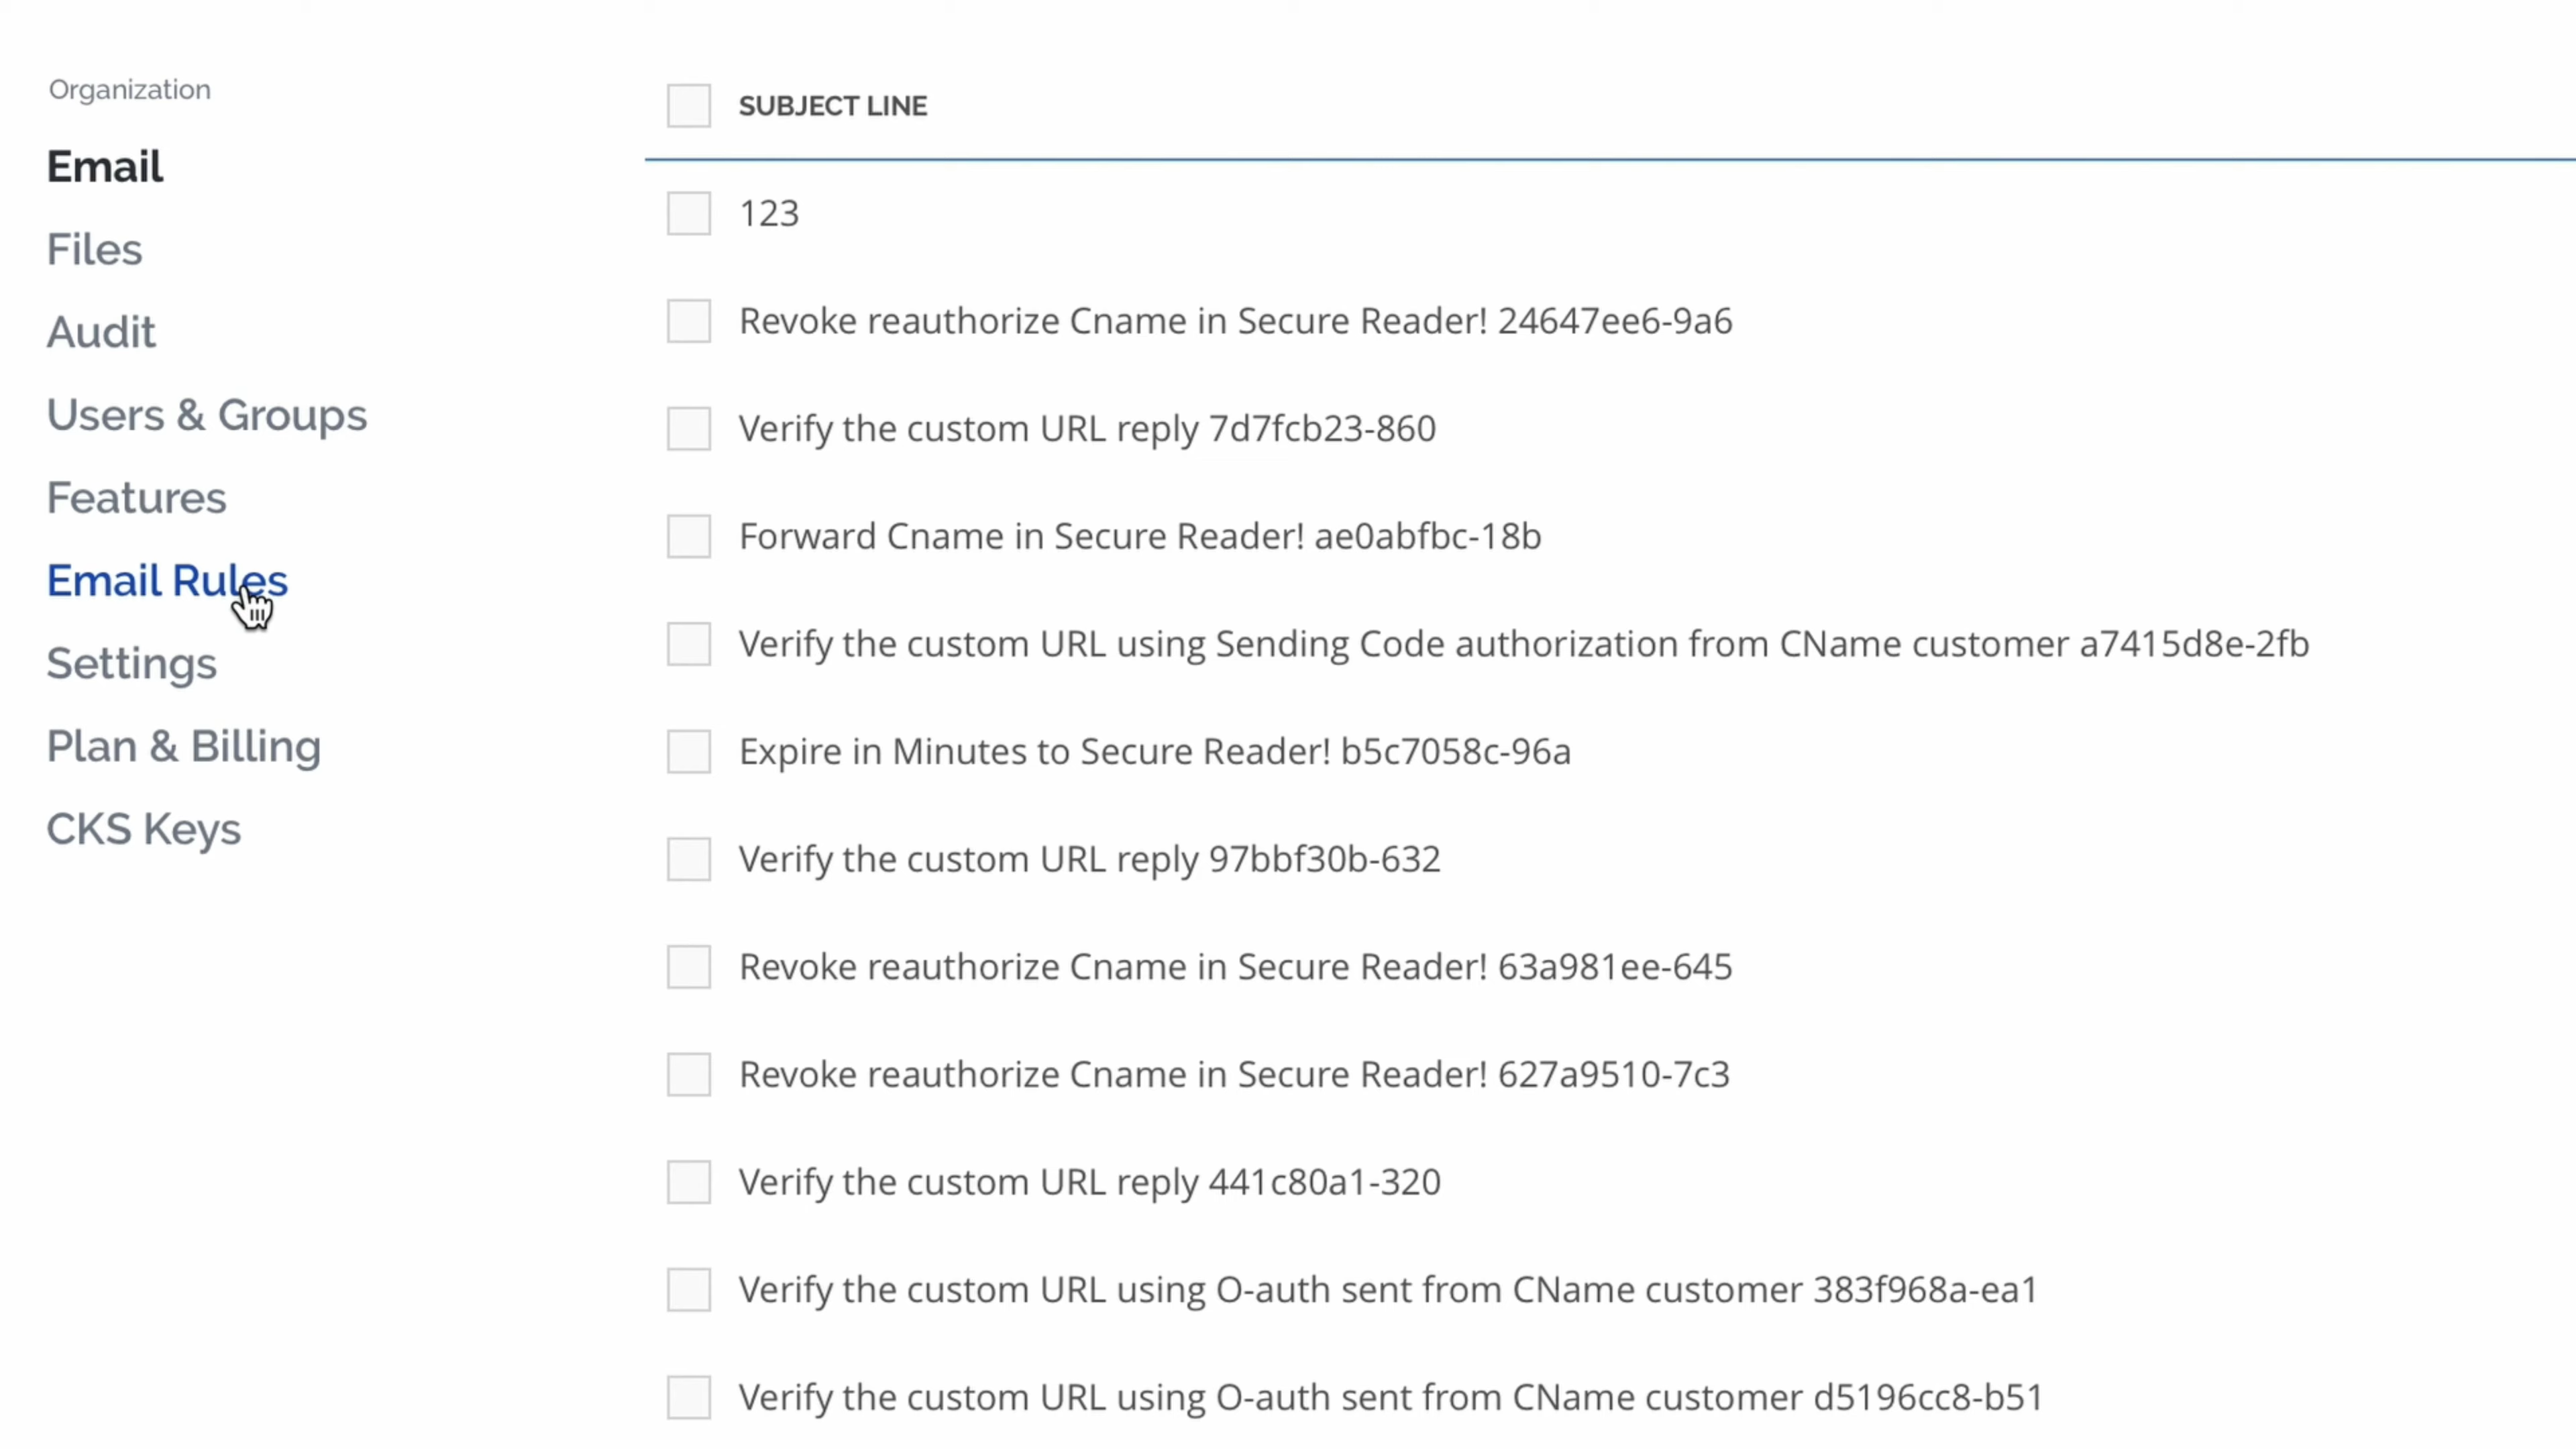 Organization
Email
Files
Audit
Users & Groups
Features
Email Rules
Settings
Plan & Billing
CKS Keys
SUBJECT LINE
123
Revoke reauthorize Cname in Secure Reader! 24647ee6-9a6
Verify the custom URL reply 7d7fcb23-860
Forward Cname in Secure Reader! ae0abfbc-18b
Verify the custom URL using Sending Code authorization from CName customer a7415d8e-2fb
Expire in Minutes to Secure Reader! b5c7058c-96a
Verify the custom URL reply 97bbf30b-632
Revoke reauthorize Cname in Secure Reader! 63a981ee-645
Revoke reauthorize Cname in Secure Reader! 627a9510-7c3
Verify the custom URL reply 441c80a1-320
Verify the custom URL using O-auth sent from CName customer 383f968a-ea1
Verify the custom URL using O-auth sent from CName customer d5196cc8-b51